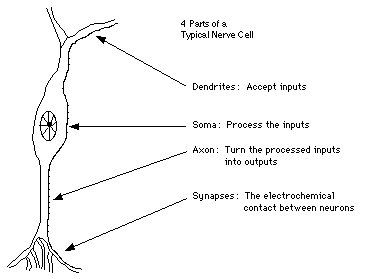 4 Parts of a
Typical Nerve Cell
Dendrites: Accept inputs
Soma: Process the inputs
Axon: Turn the processed inputs
into outputs
Synapses: The electrochemical
contact between neurons